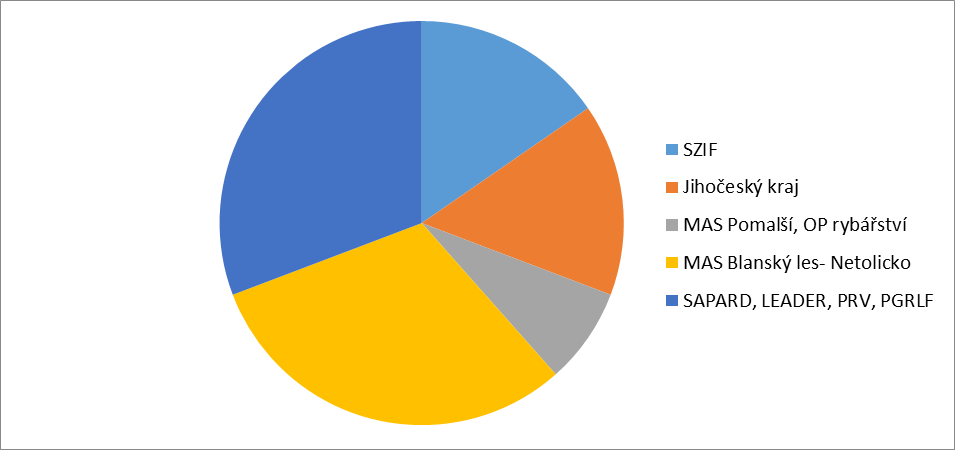 SZIF
Jihočeský kraj
MAS Pomalší, OP rybářství
MAS Blanský les- Netolicko
SAPARD, LEADER, PRV, PGRLF